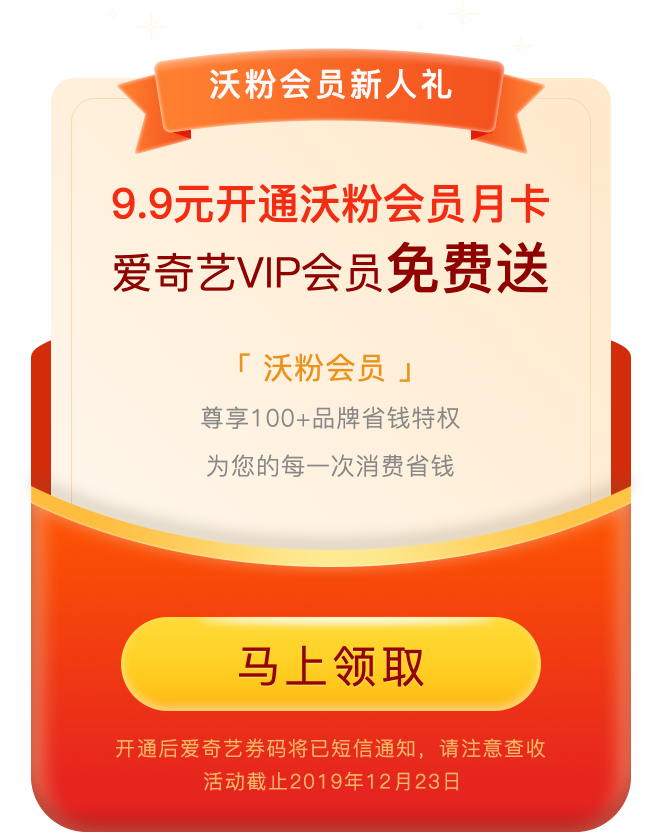 沃粉会员新人礼
9.9元开通沃粉会员月卡
爱奇艺VIP会员免费送
「 沃粉会员 」
尊享100+品牌省钱特权
为您的每一次消费省钱
马上领取
开通后爱奇艺券码将已短信通知，请注意查收
活动截止2019年12月23日